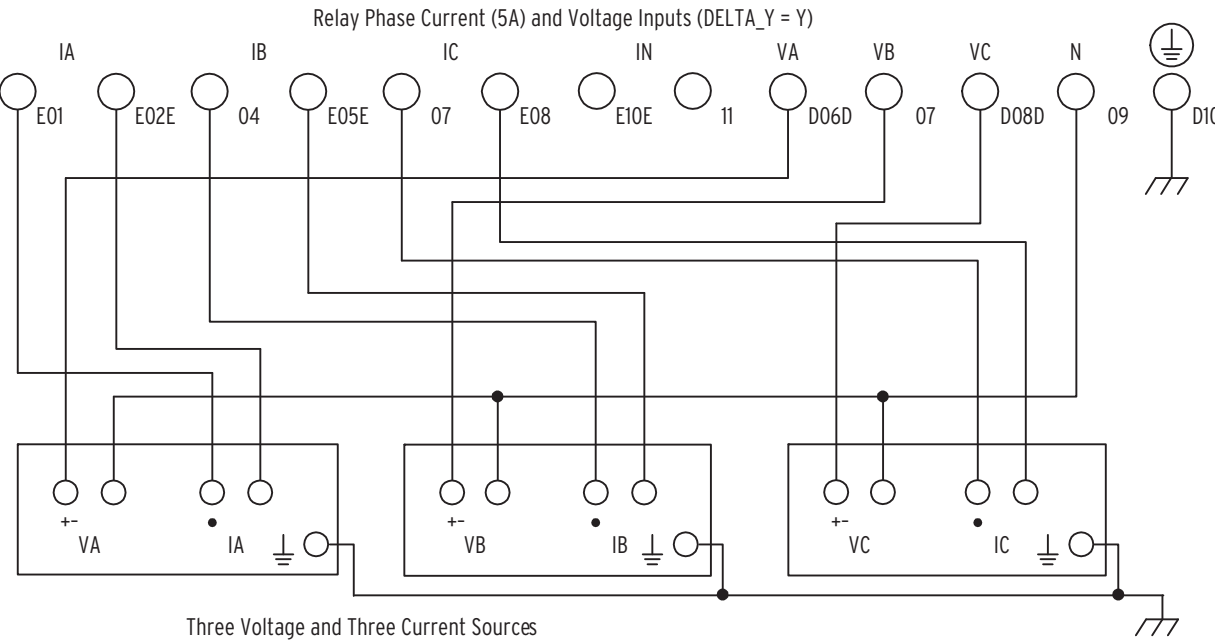 Relay Phase Current (5A) and Voltage Inputs (DELTA_Y = Y)
IA IB IC IN VA VB VC N
E01 E02E 04 E05E 07 E08 E10E 11 D06D 07 D08D 09 D10
+- +- +-
VA IA VB IB VC IC
Three Voltage and Three Current Sources